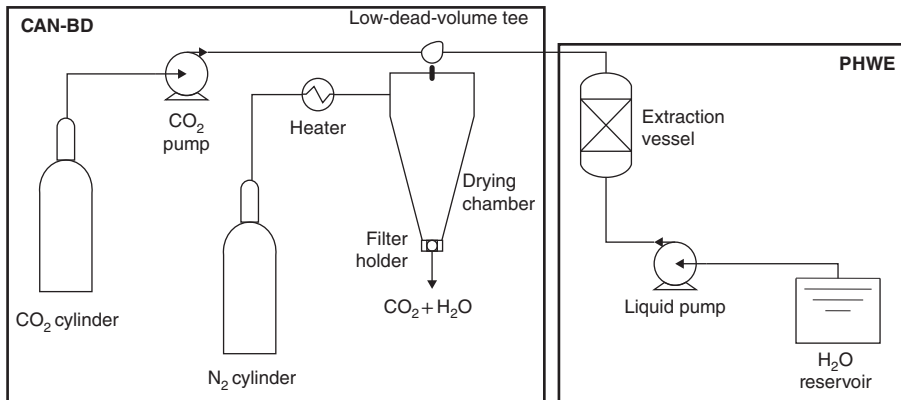 CAN-BD
Low-dead-volume tee
PHWE
CO₂
pump
Heater
Extraction
vessel
Drying
chamber
Filter
holder
CO₂ + H₂O
CO₂ cylinder
N₂ cylinder
Liquid pump
H₂O
reservoir